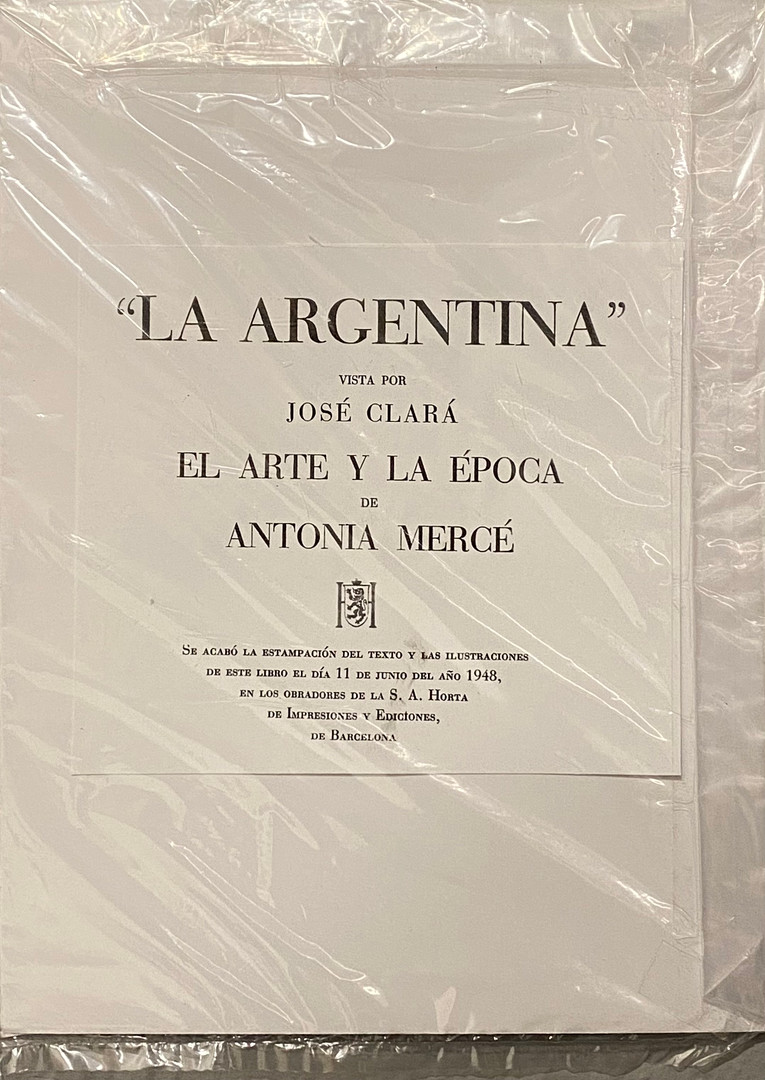 “LA ARGENTINA”
VISTA POR
JOSÉ CLARÁ
EL ARTE Y LA ÉPOCA
DE
ANTONIA MERCÉ
H
Se acabó la estampación del texto y las ilustraciones
de este libro el día 11 de junio del año 1948,
en los obradores de la S. A. Horta
de Impresiones y Ediciones,
de Barcelona